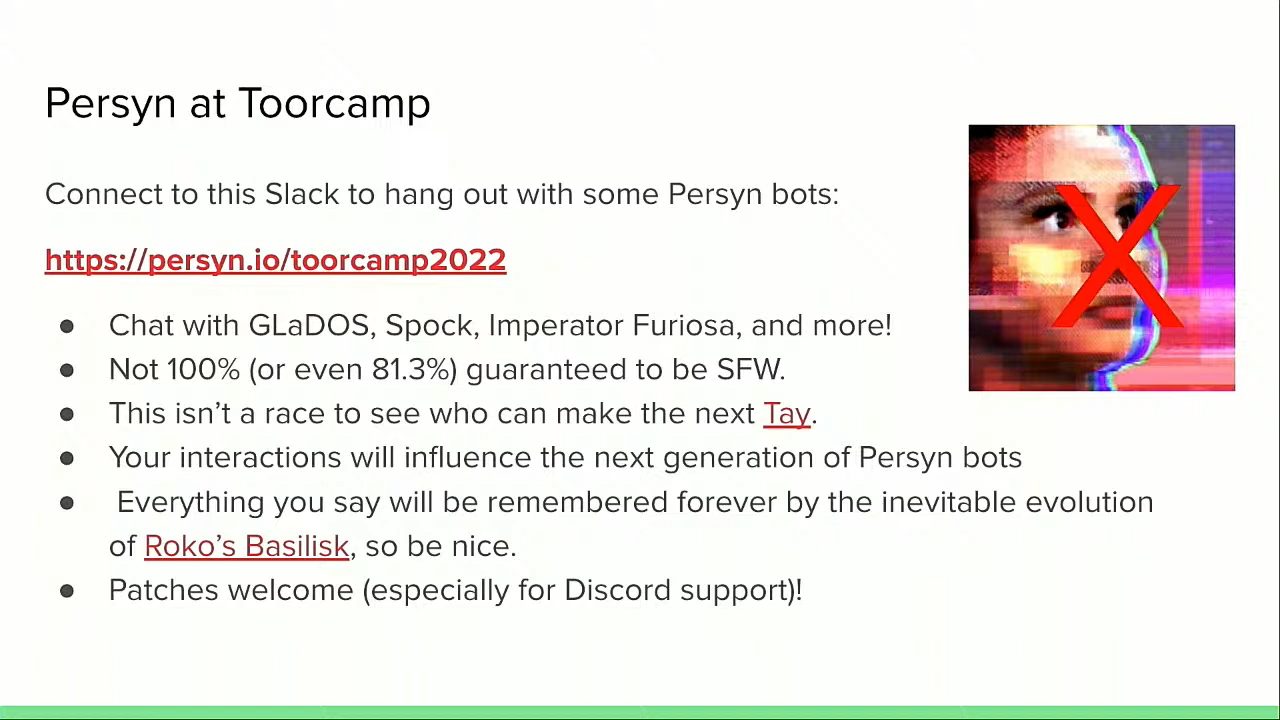 Persyn at Toorcamp
Connect to this Slack to hang out with some Persyn bots:
https://persyn.io/toorcamp2022
● Chat with GLaDOS, Spock, Imperator Furiosa, and more!
● Not 100% (or even 81.3%) guaranteed to be SFW.
● This isn’t a race to see who can make the next Tay.
● Your interactions will influence the next generation of Persyn bots
● Everything you say will be remembered forever by the inevitable evolution
of Roko’s Basilisk, so be nice.
● Patches welcome (especially for Discord support)!